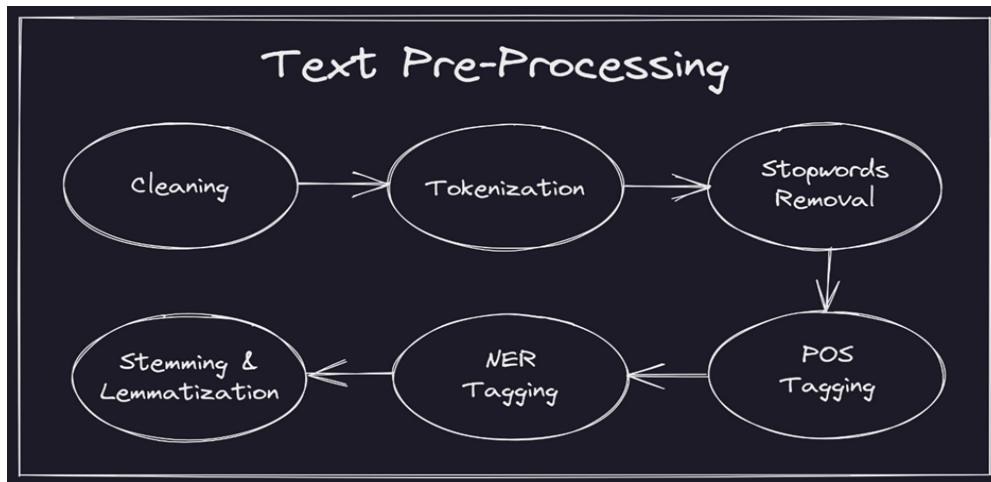 Text Pre-Processing
Cleaning
Tokenization
Stopwords
Removal
POS
Tagging
NER
Tagging
Stemming &
Lemmatization